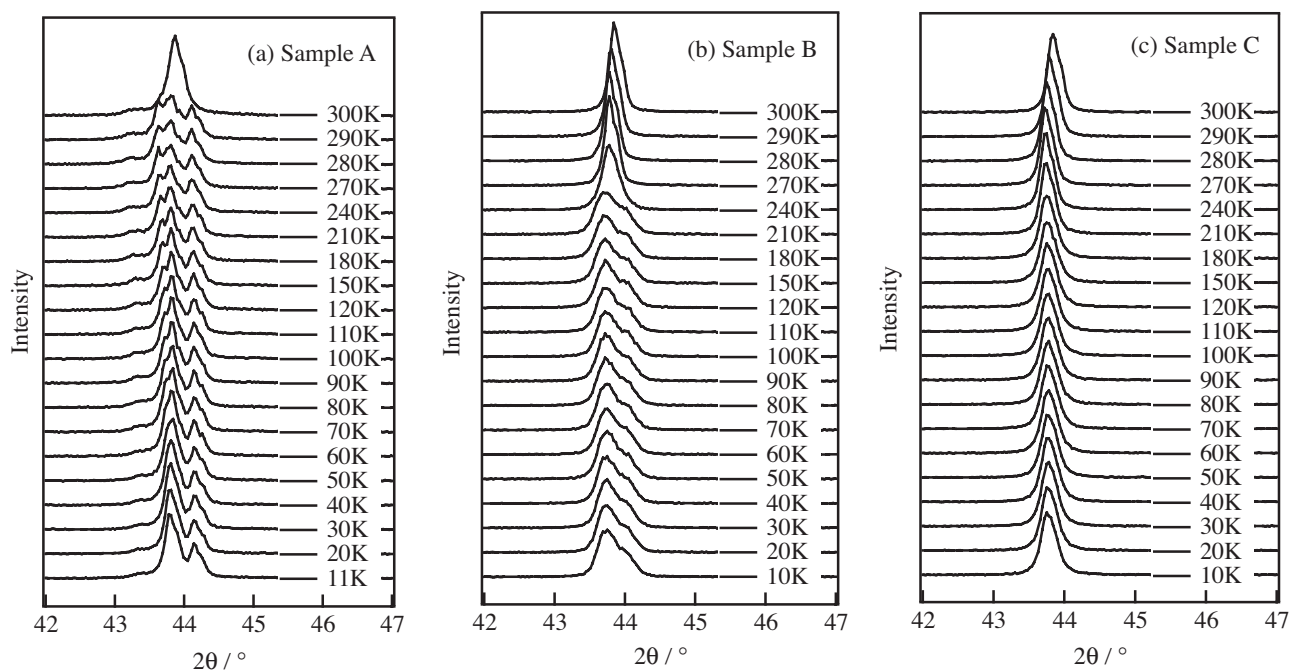 (a) Sample A
300K
290K
280K
270K
240K
210K
180K
150K
120K
110K
100K
90K
80K
70K
60K
50K
40K
30K
20K
11K
Intensity
42 43 44 45 46 47
2θ / °
(b) Sample B
300K
290K
280K
270K
240K
210K
180K
150K
120K
110K
100K
90K
80K
70K
60K
50K
40K
30K
20K
10K
Intensity
42 43 44 45 46 47
2θ / °
(c) Sample C
300K
290K
280K
270K
240K
210K
180K
150K
120K
110K
100K
90K
80K
70K
60K
50K
40K
30K
20K
10K
Intensity
42 43 44 45 46 47
2θ / °